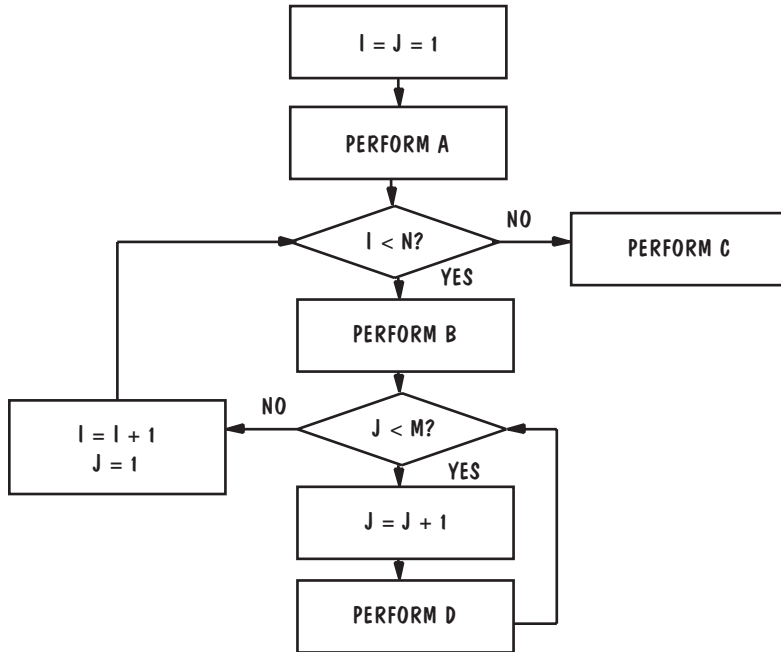 I = J = 1
PERFORM A
I < N?
NO
PERFORM C
YES
PERFORM B
J < M?
NO
I = I + 1
J = 1
YES
J = J + 1
PERFORM D